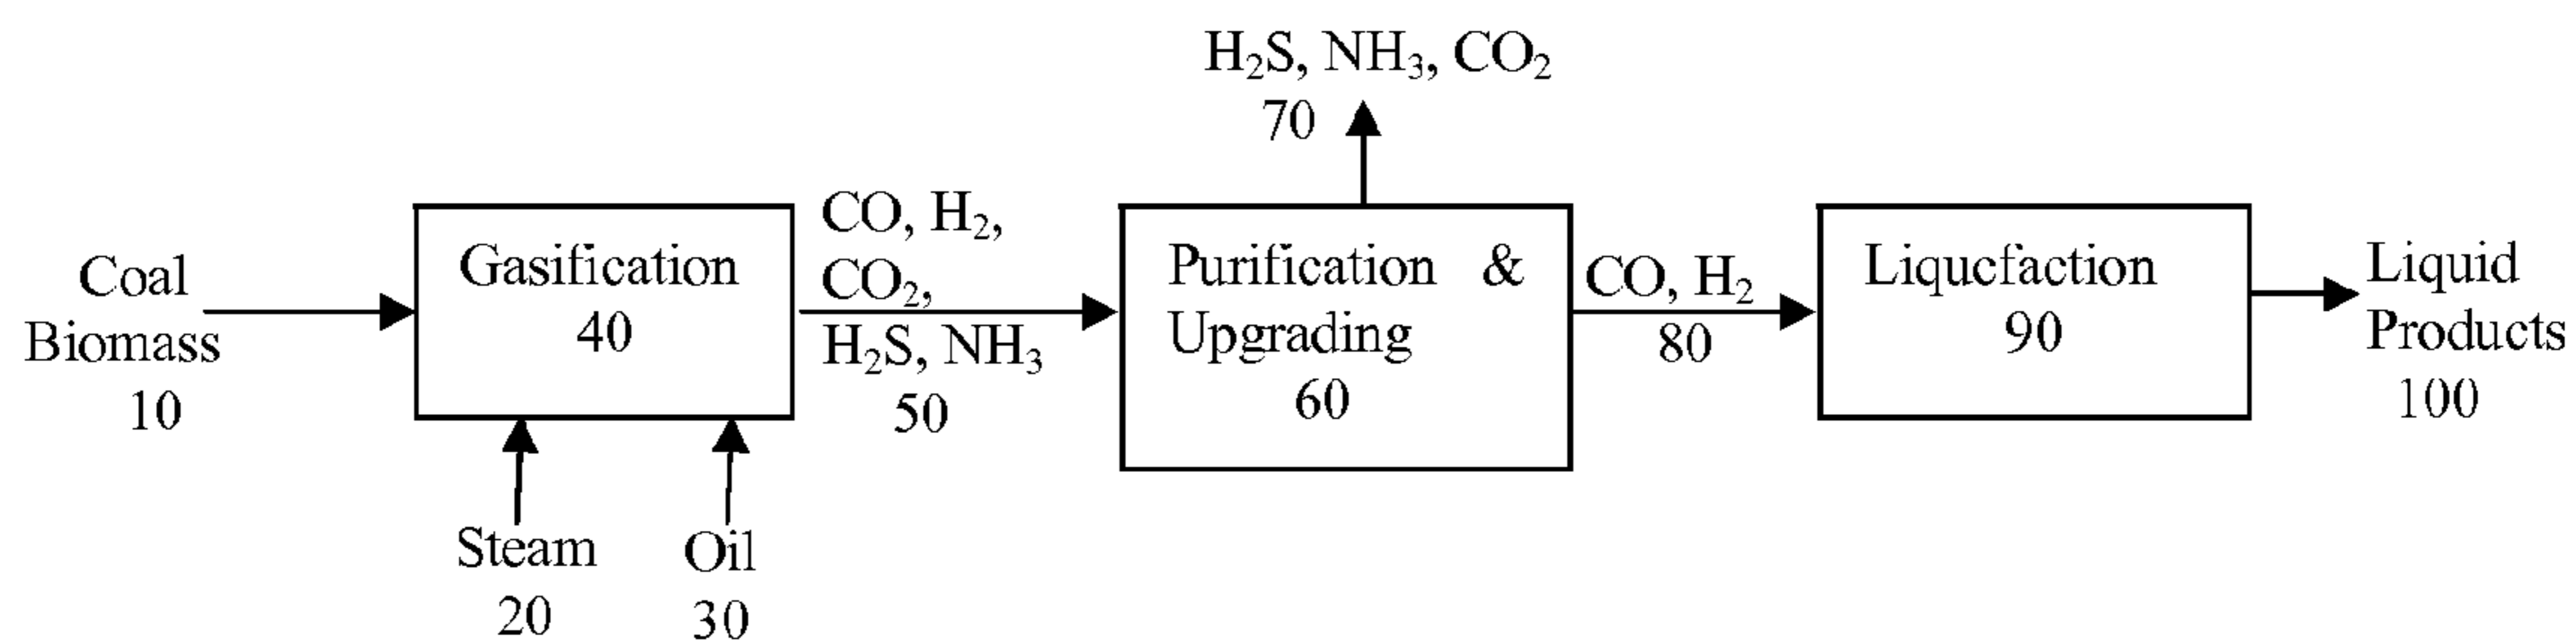 H₂S, NH₃, CO₂
70
Coal
Biomass
10
Gasification
40
Steam
20
Oil
30
CO, H₂,
CO₂,
H₂S, NH₃
50
Purification &
Upgrading
60
CO, H₂
80
Liqucfaction
90
Liquid
Products
100